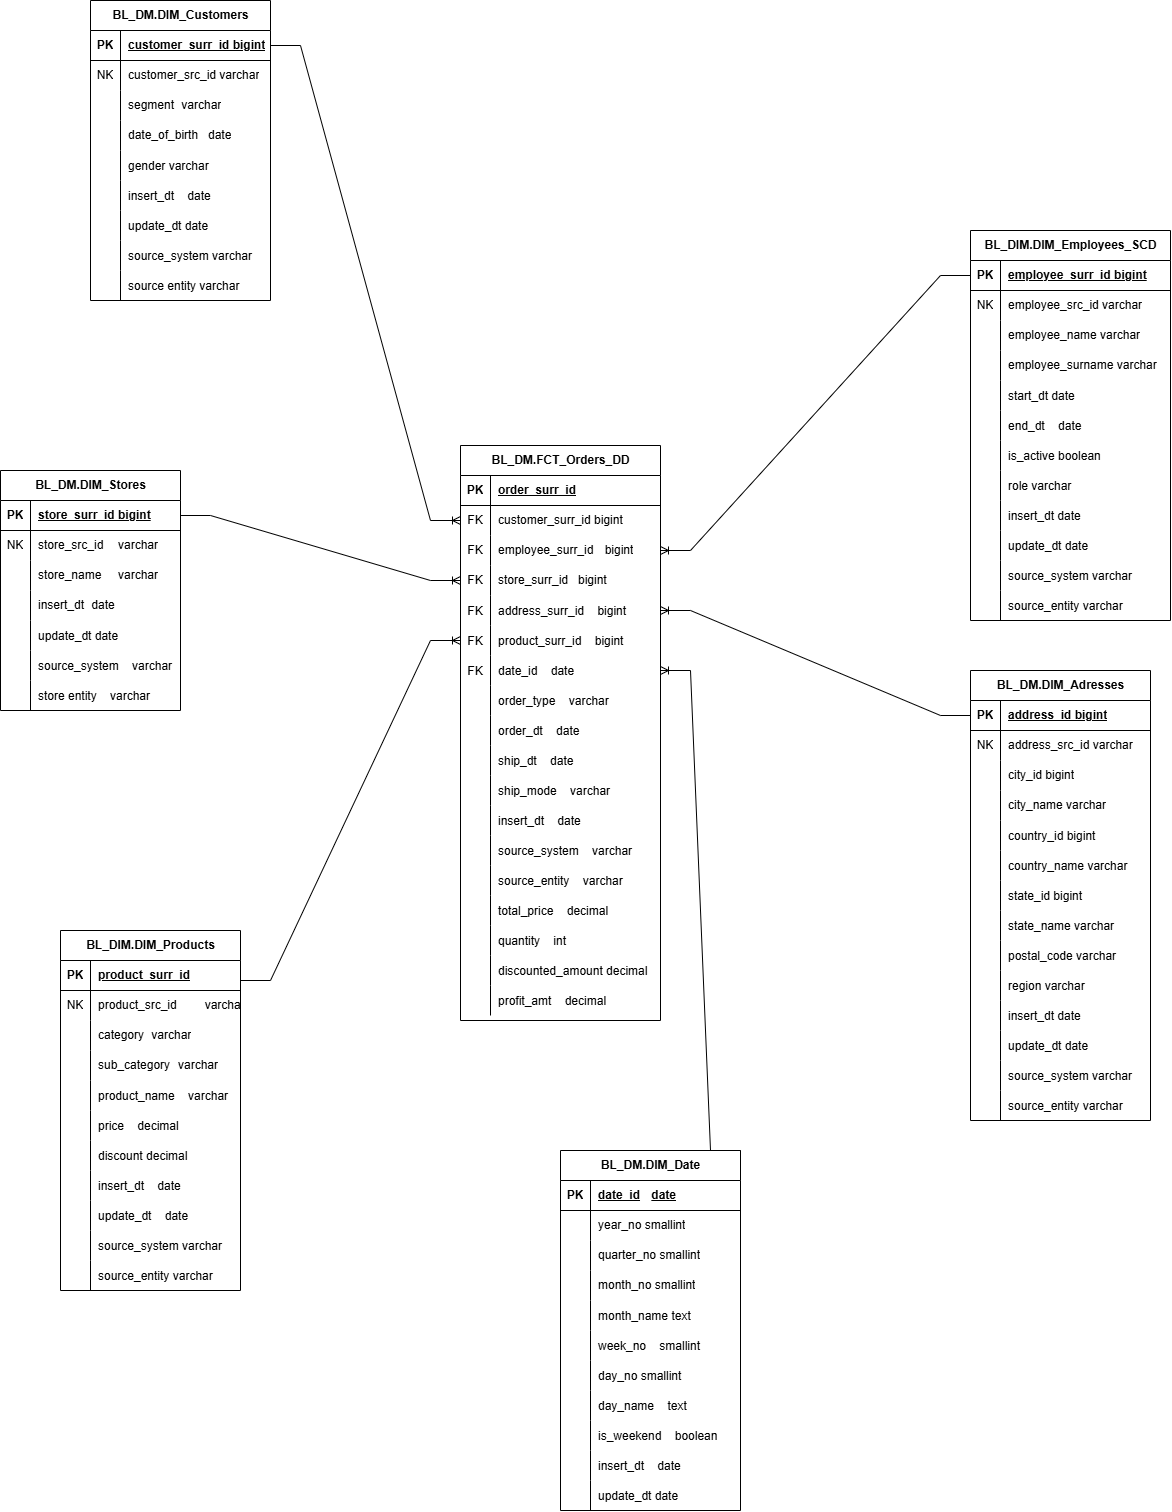 BL_DM.DIM_Customers
PK customer_surr_id bigint
NK customer_src_id varchar
segment varchar
date_of_birth date
gender varchar
insert_dt date
update_dt date
source_system varchar
source entity varchar
BL_DIM.DIM_Employees_SCD
PK employee_surr_id bigint
NK employee_src_id varchar
employee_name varchar
employee_surname varchar
start_dt date
end_dt date
is_active boolean
role varchar
insert_dt date
update_dt date
source_system varchar
source_entity varchar
BL_DM.DIM_Stores
PK store_surr_id bigint
NK store_src_id varchar
store_name varchar
insert_dt date
update_dt date
source_system varchar
store entity varchar
BL_DM.FCT_Orders_DD
PK order_surr_id
FK customer_surr_id bigint
FK employee_surr_id bigint
FK store_surr_id bigint
FK address_surr_id bigint
FK product_surr_id bigint
FK date_id date
order_type varchar
order_dt date
ship_dt date
ship_mode varchar
insert_dt date
source_system varchar
source_entity varchar
total_price decimal
quantity int
discounted_amount decimal
profit_amt decimal
BL_DM.DIM_Adresses
PK address_id bigint
NK address_src_id varchar
city_id bigint
city_name varchar
country_id bigint
country_name varchar
state_id bigint
state_name varchar
postal_code varchar
region varchar
insert_dt date
update_dt date
source_system varchar
source_entity varchar
BL_DIM.DIM_Products
PK product_surr_id
NK product_src_id varcha
category varchar
sub_category varchar
product_name varchar
price decimal
discount decimal
insert_dt date
update_dt date
source_system varchar
source_entity varchar
BL_DM.DIM_Date
PK date_id date
year_no smallint
quarter_no smallint
month_no smallint
month_name text
week_no smallint
day_no smallint
day_name text
is_weekend boolean
insert_dt date
update_dt date